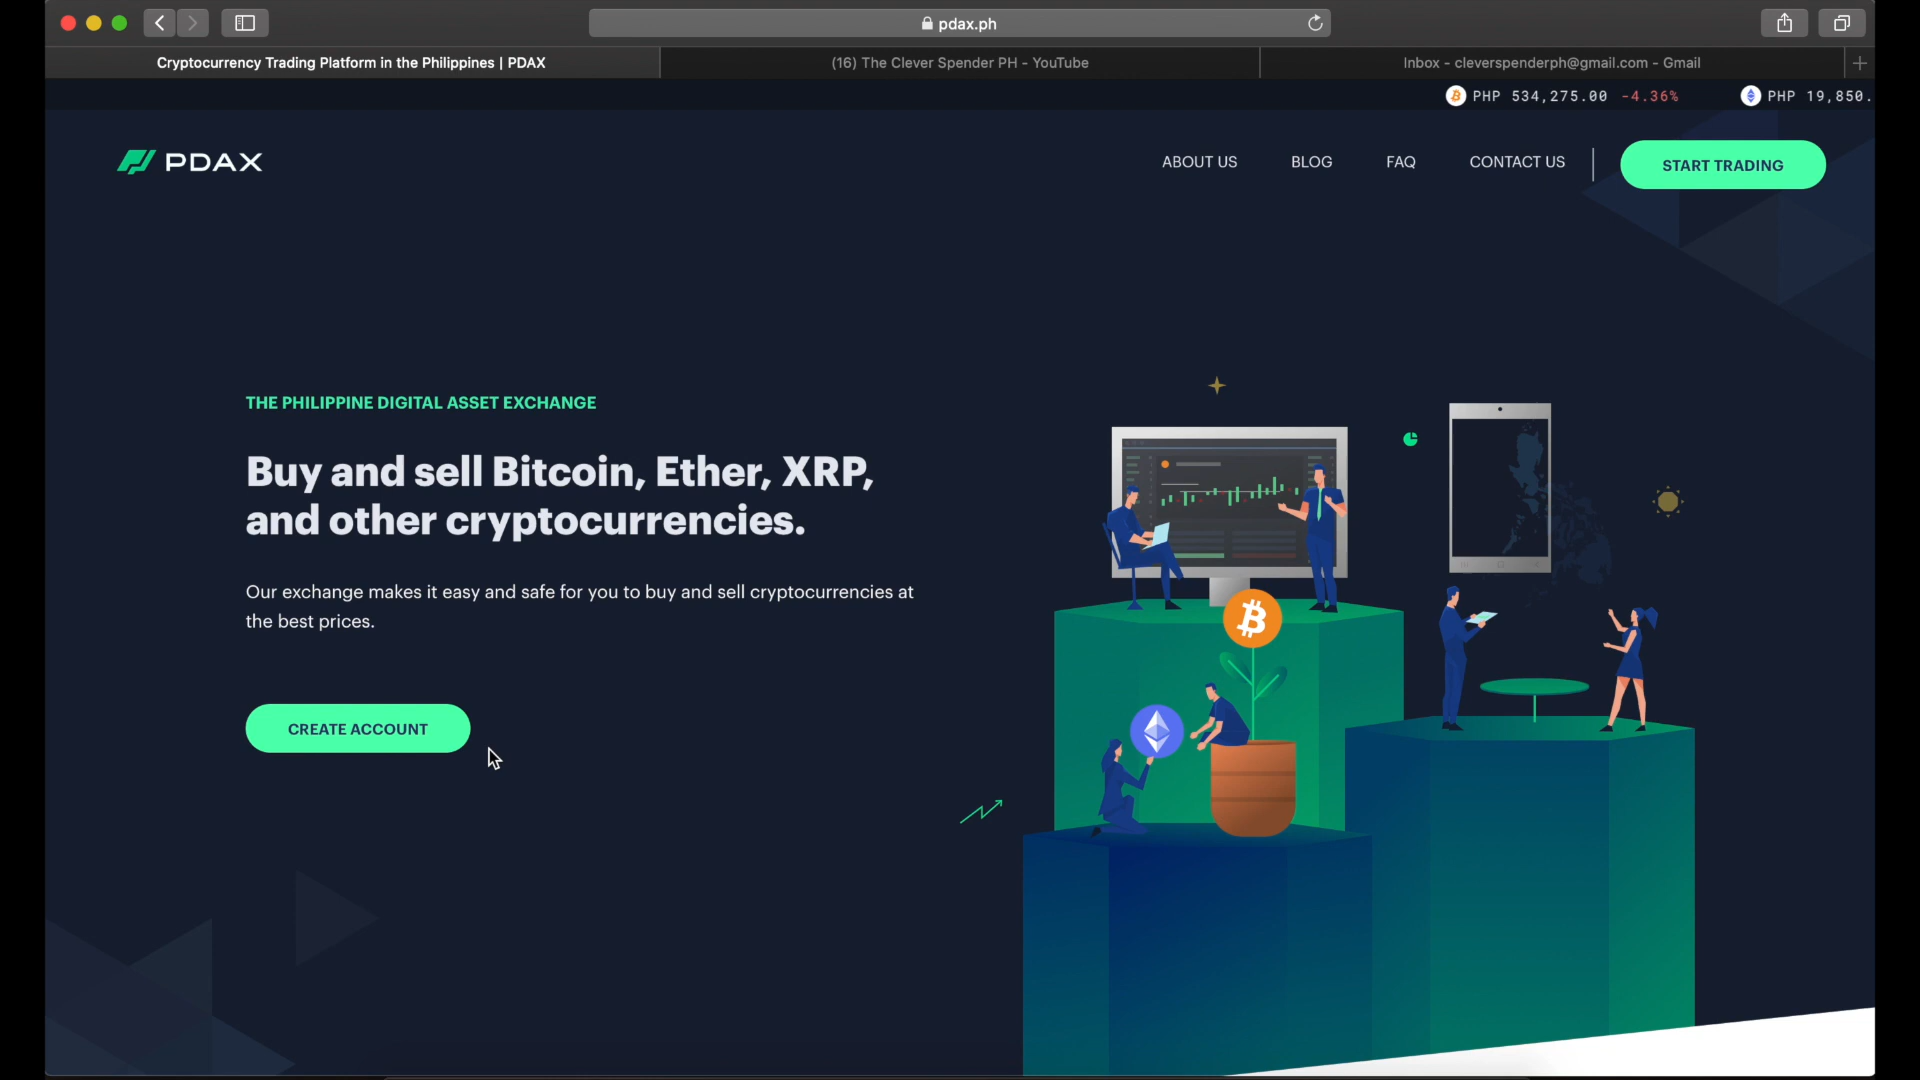 pdax.ph
Cryptocurrency Trading Platform in the Philippines | PDAX
(16) The Clever Spender PH - YouTube
Inbox - cleverspenderph@gmail.com - Gmail
PHP 534,275.00 -4.36%
PHP 19,850.
PDAX
ABOUT US
BLOG
FAQ
CONTACT US
START TRADING
THE PHILIPPINE DIGITAL ASSET EXCHANGE
Buy and sell Bitcoin, Ether, XRP,
and other cryptocurrencies.
Our exchange makes it easy and safe for you to buy and sell cryptocurrencies at
the best prices.
CREATE ACCOUNT